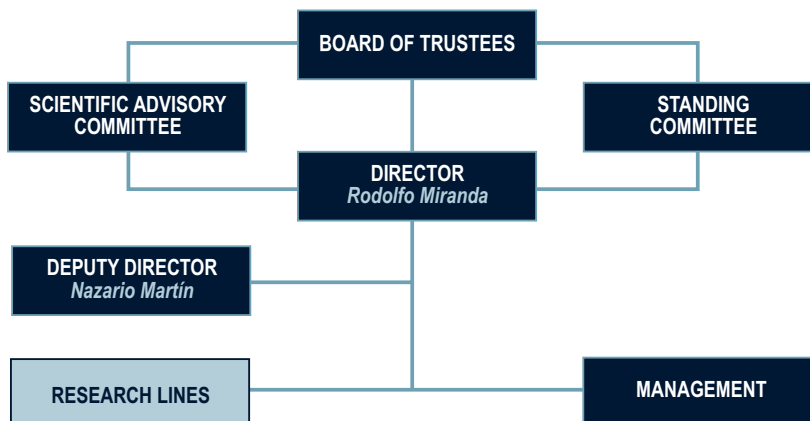 BOARD OF TRUSTEES
SCIENTIFIC ADVISORY
COMMITTEE
STANDING
COMMITTEE
DIRECTOR
Rodolfo Miranda
DEPUTY DIRECTOR
Nazario Martín
RESEARCH LINES
MANAGEMENT